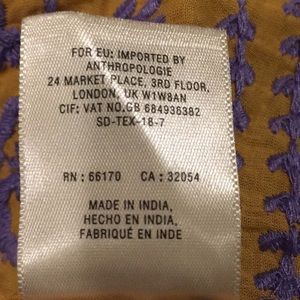 FOR EU: IMPORTED BY
ANTHROPOLOGIE
24 MARKET PLACE, 3RD FLOOR,
LONDON, UK W1W8AN
CIF: VAT NO.GB 684936382
SD-TEX-18-7
RN : 66170 CA : 32054
MADE IN INDIA,
HECHO EN INDIA,
FABRIQUÉ EN INDE